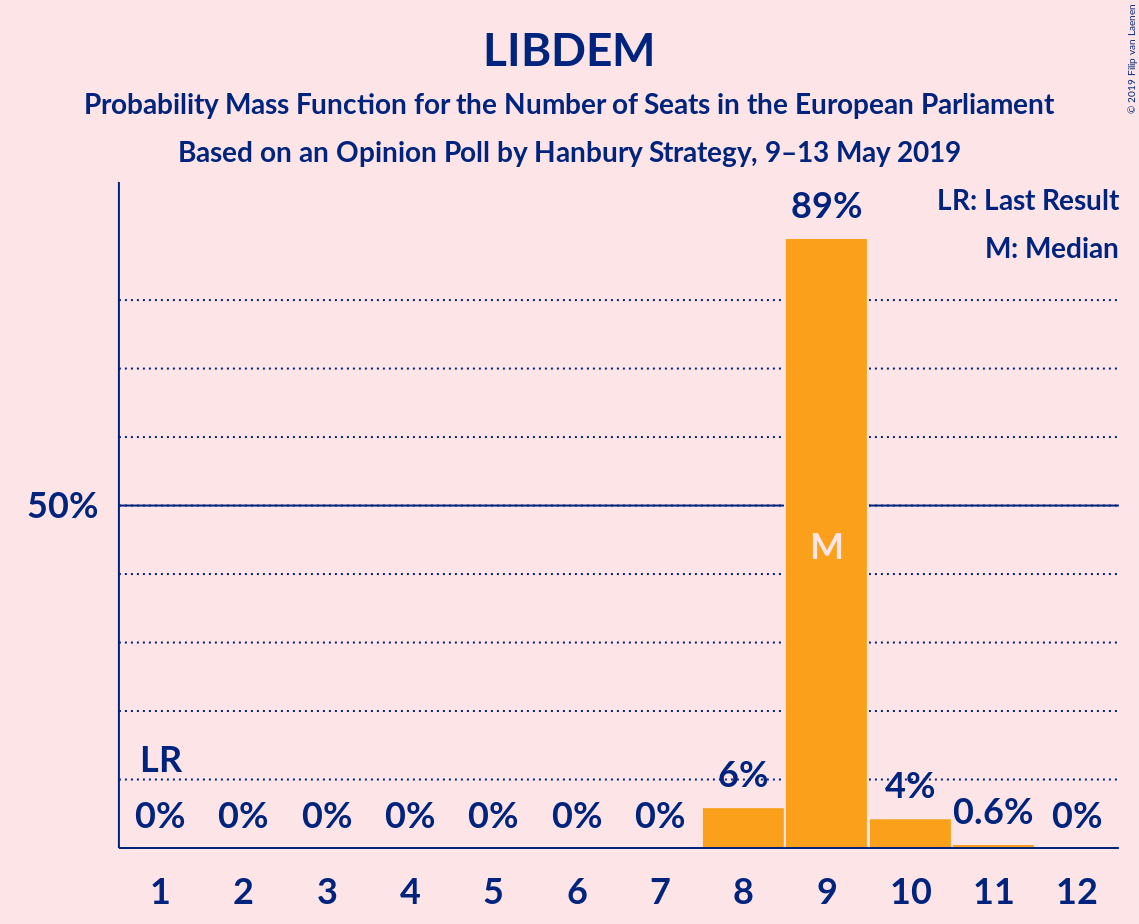 LIBDEM
Probability Mass Function for the Number of Seats in the European Parliament
Based on an Opinion Poll by Hanbury Strategy, 9–13 May 2019
© 2019 Filip van Laenen
LR: Last Result
M: Median
89%
50%
M
LR
0% 0% 0% 0% 0% 0% 0% 6% 4% 0.6% 0%
1 2 3 4 5 6 7 8 9 10 11 12